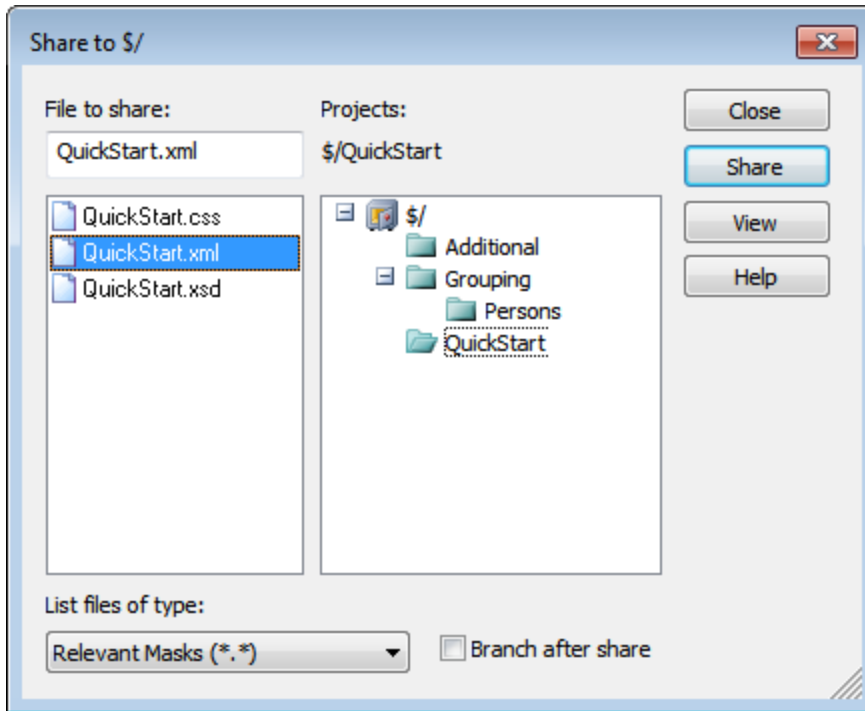 Share to $/
File to share:
QuickStart.xml
QuickStart.css
QuickStart.xml
QuickStart.xsd
Projects:
$/QuickStart
$/
Additional
Grouping
Persons
QuickStart
Close
Share
View
Help
List files of type:
Relevant Masks (*.*)
Branch after share